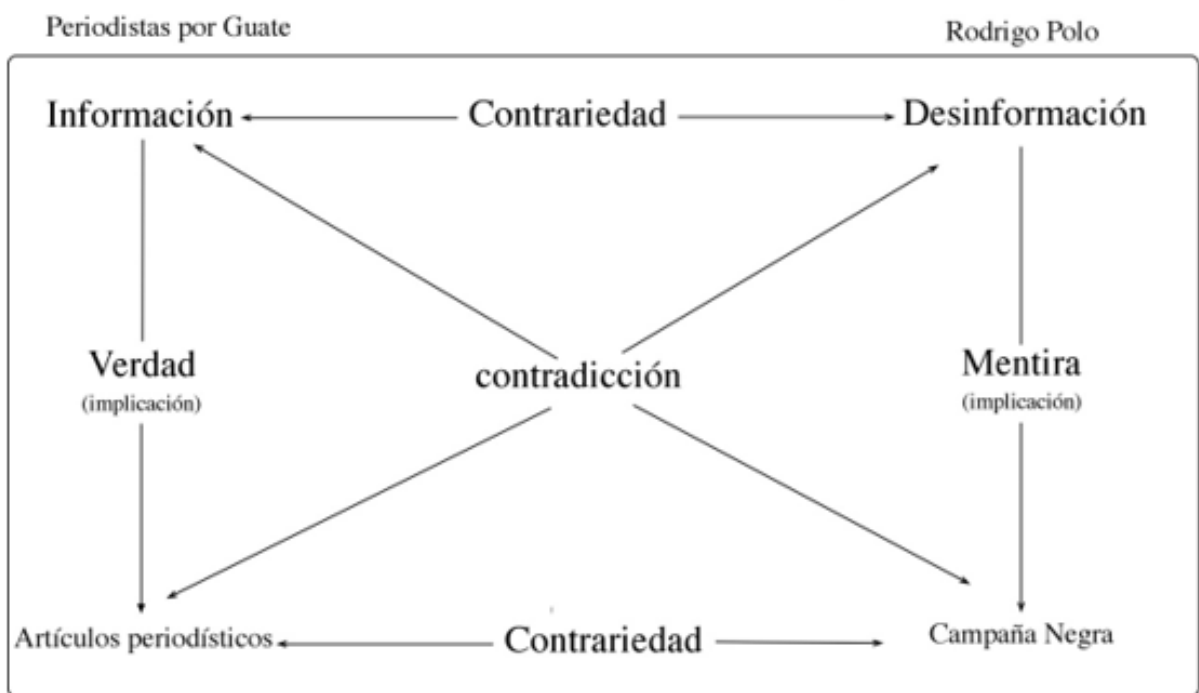 Periodistas por Guate
Rodrigo Polo
Información
Contrariedad
Desinformación
Verdad
(implicación)
contradicción
Mentira
(implicación)
Artículos periodísticos
Contrariedad
Campaña Negra